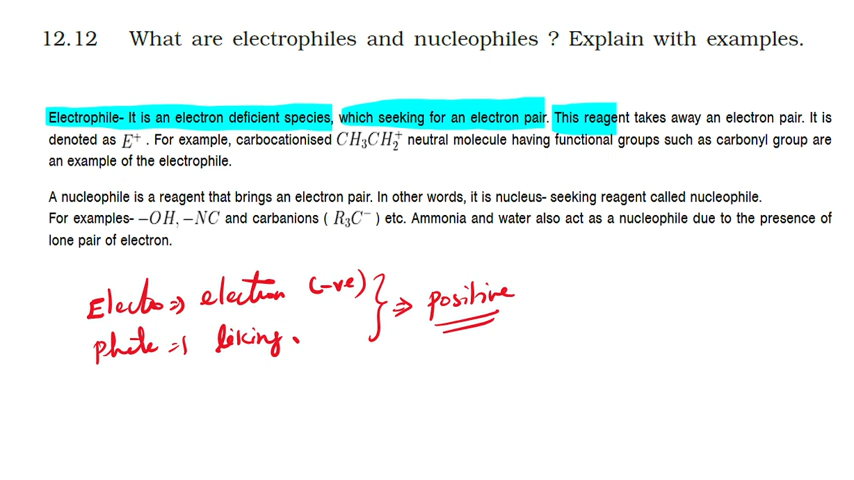 12.12 What are electrophiles and nucleophiles ? Explain with examples.
Electrophile- It is an electron deficient species, which seeking for an electron pair. This reagent takes away an electron pair. It is
denoted as E⁺ . For example, carbocationised CH₃CH₂⁺ neutral molecule having functional groups such as carbonyl group are
an example of the electrophile.
A nucleophile is a reagent that brings an electron pair. In other words, it is nucleus- seeking reagent called nucleophile.
For examples- −OH, −NC and carbanions ( R₃C⁻ ) etc. Ammonia and water also act as a nucleophile due to the presence of
lone pair of electron.
Electro ⇒ electron (-ve) } ⇒ positive
phile ⇒ liking.